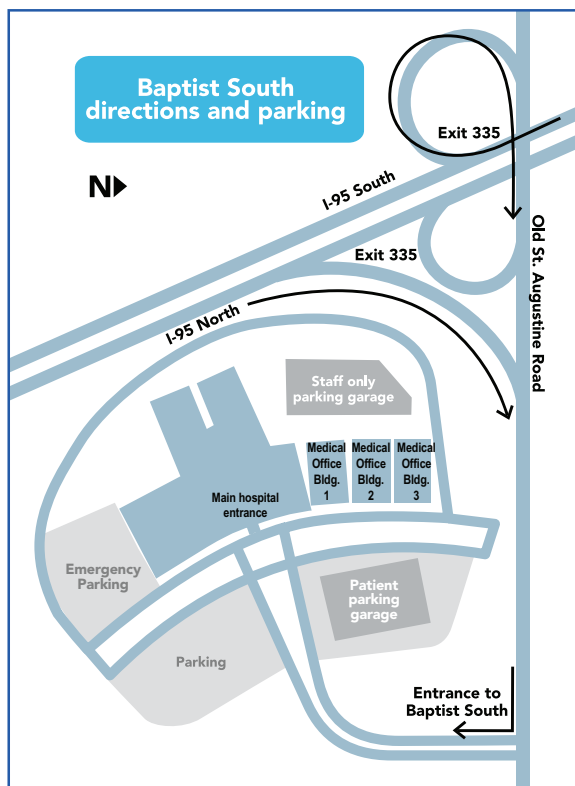 Baptist South
directions and parking
Exit 335
N
I-95 South
Old St. Augustine Road
Exit 335
I-95 North
Staff only
parking garage
Medical
Office
Bldg.
1
Medical
Office
Bldg.
2
Medical
Office
Bldg.
3
Main hospital
entrance
Emergency
Parking
Patient
parking
garage
Parking
Entrance to
Baptist South